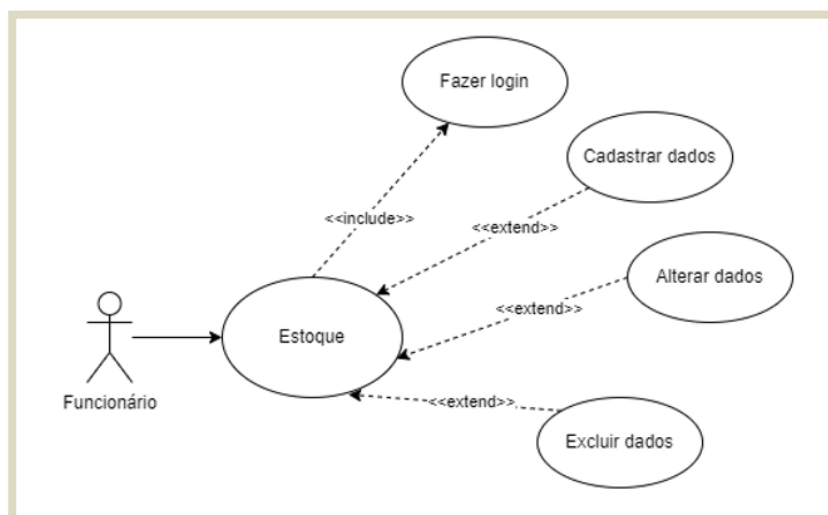 Fazer login
Cadastrar dados
<<include>>
<<extend>>
Alterar dados
<<extend>>
Estoque
Funcionário
<<extend>>
Excluir dados